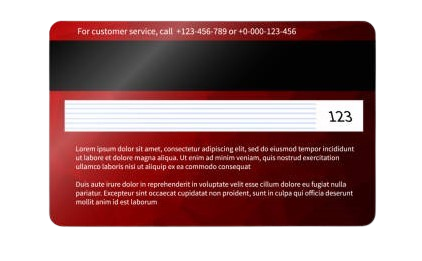 For customer service, call +123-456-789 or +0-000-123-456
123
Lorem ipsum dolor sit amet, consectetur adipiscing elit, sed do eiusmod tempor incididunt
ut labore et dolore magna aliqua. Ut enim ad minim veniam, quis nostrud exercitation
ullamco laboris nisi ut aliquip ex ea commodo consequat
Duis aute irure dolor in reprehenderit in voluptate velit esse cillum dolore eu fugiat nulla
pariatur. Excepteur sint occaecat cupidatat non proident, sunt in culpa qui officia deserunt
mollit anim id est laborum